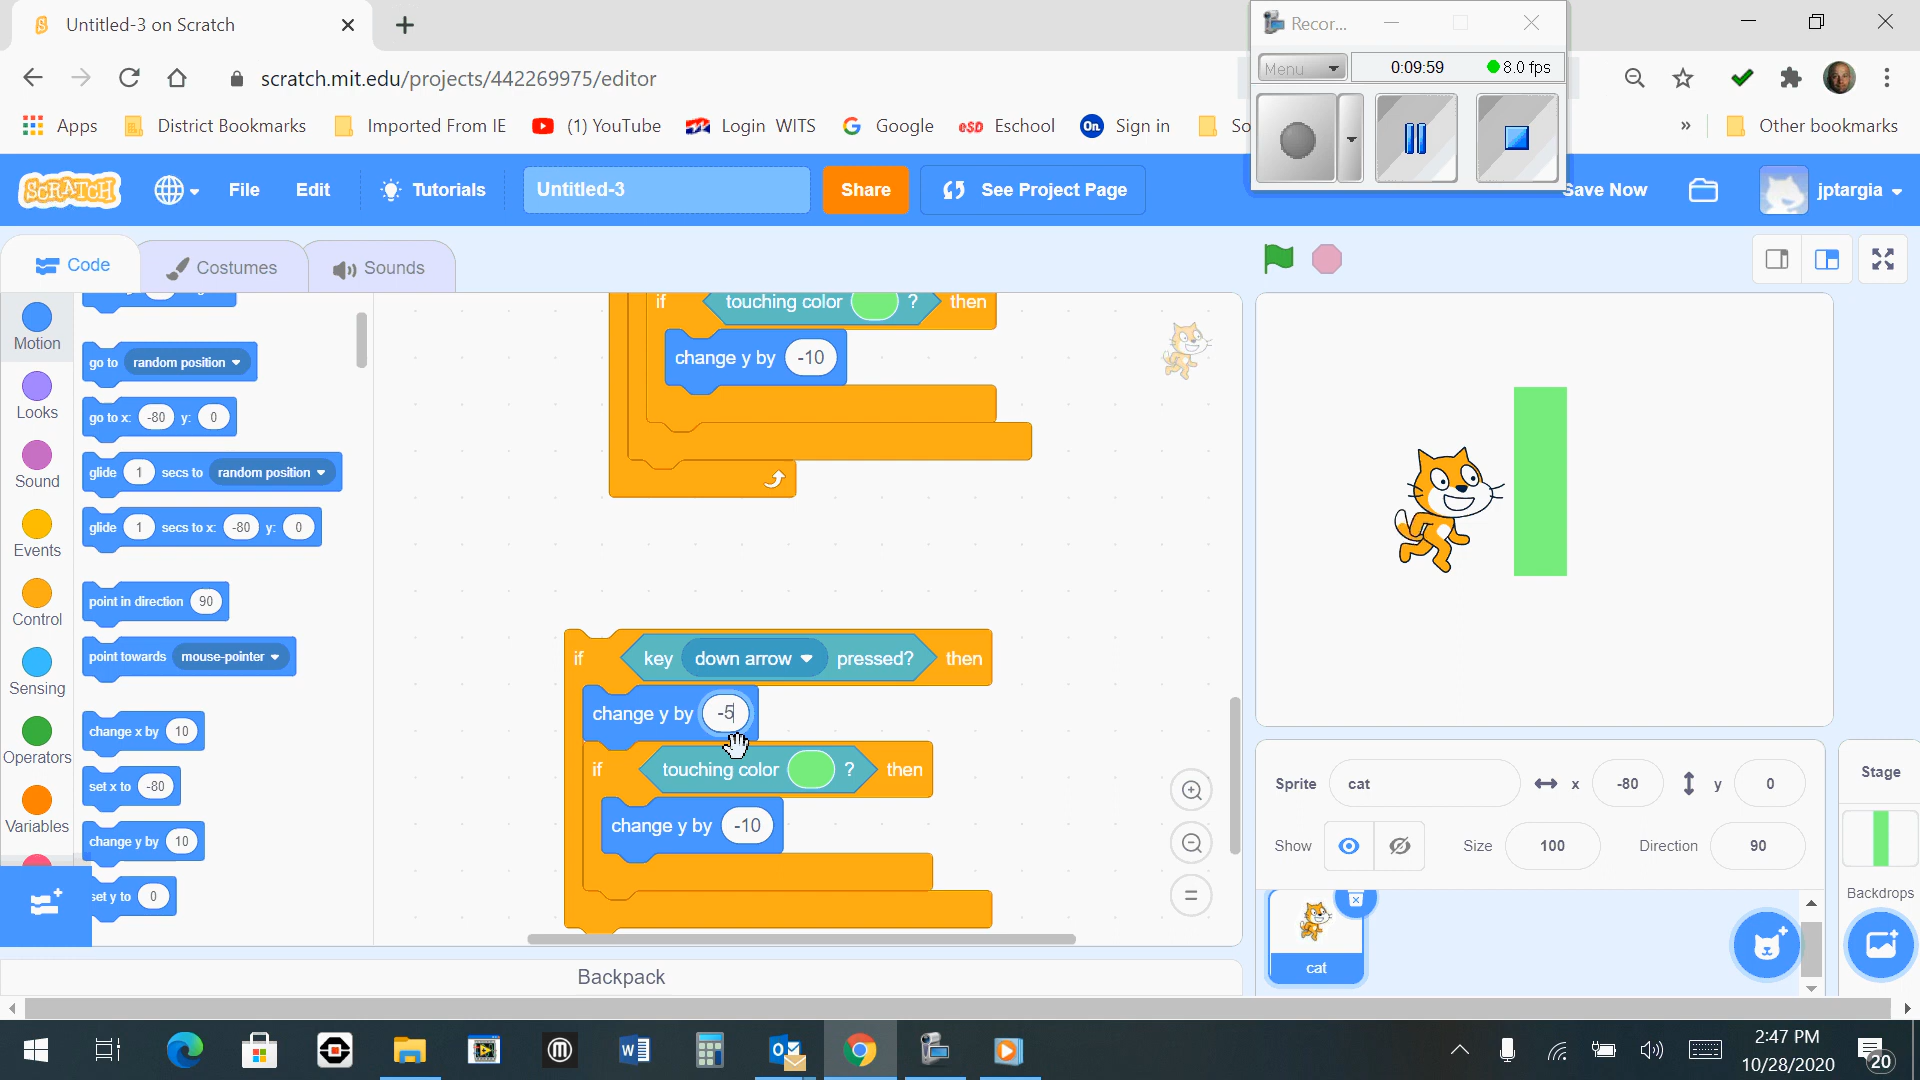 Untitled-3 on Scratch
Recor...
Menu
0:09:59
8.0 fps
scratch.mit.edu/projects/442269975/editor
Apps
District Bookmarks
Imported From IE
(1) YouTube
Login WITS
Google
eSD Eschool
On Sign in
So
» Other bookmarks
SCRATCH
File
Edit
Tutorials
Untitled-3
Share
See Project Page
Save Now
jptargia
Code
Costumes
Sounds
Motion
Looks
Sound
Events
Control
Sensing
Operators
Variables
go to random position
go to x: -80 y: 0
glide 1 secs to random position
glide 1 secs to x: -80 y: 0
point in direction 90
point towards mouse-pointer
change x by 10
set x to -80
change y by 10
set y to 0
if touching color ? then
change y by -10
if key down arrow pressed? then
change y by -5
if touching color ? then
change y by -10
Backpack
Sprite cat x -80 y 0
Show Size 100 Direction 90
cat
Stage
Backdrops
2:47 PM
10/28/2020
20